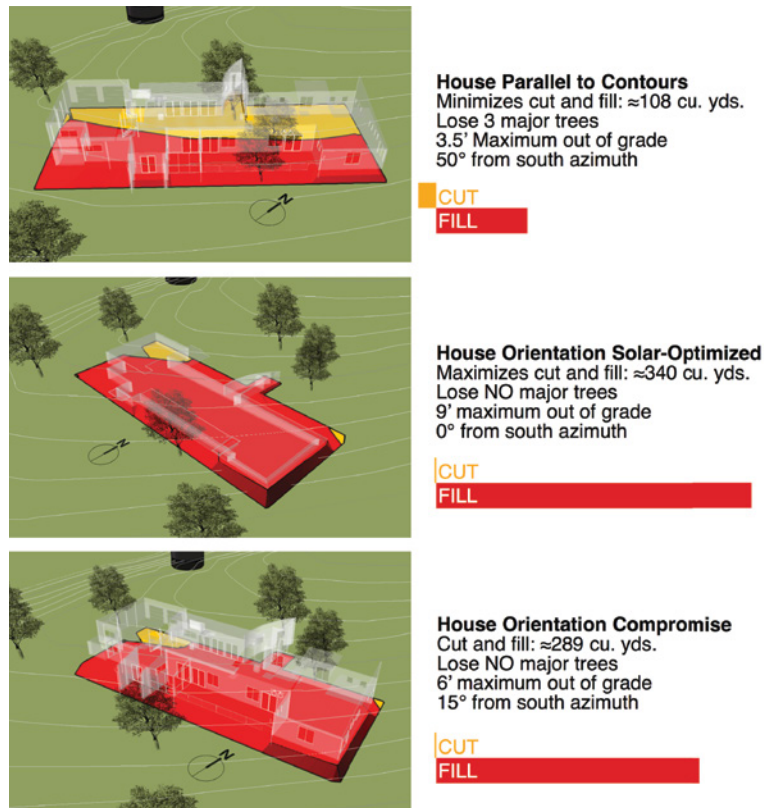 House Parallel to Contours
Minimizes cut and fill: ≈108 cu. yds.
Lose 3 major trees
3.5’ Maximum out of grade
50° from south azimuth
CUT
FILL
N
House Orientation Solar-Optimized
Maximizes cut and fill: ≈340 cu. yds.
Lose NO major trees
9’ maximum out of grade
0° from south azimuth
CUT
FILL
N
House Orientation Compromise
Cut and fill: ≈289 cu. yds.
Lose NO major trees
6’ maximum out of grade
15° from south azimuth
CUT
FILL
N